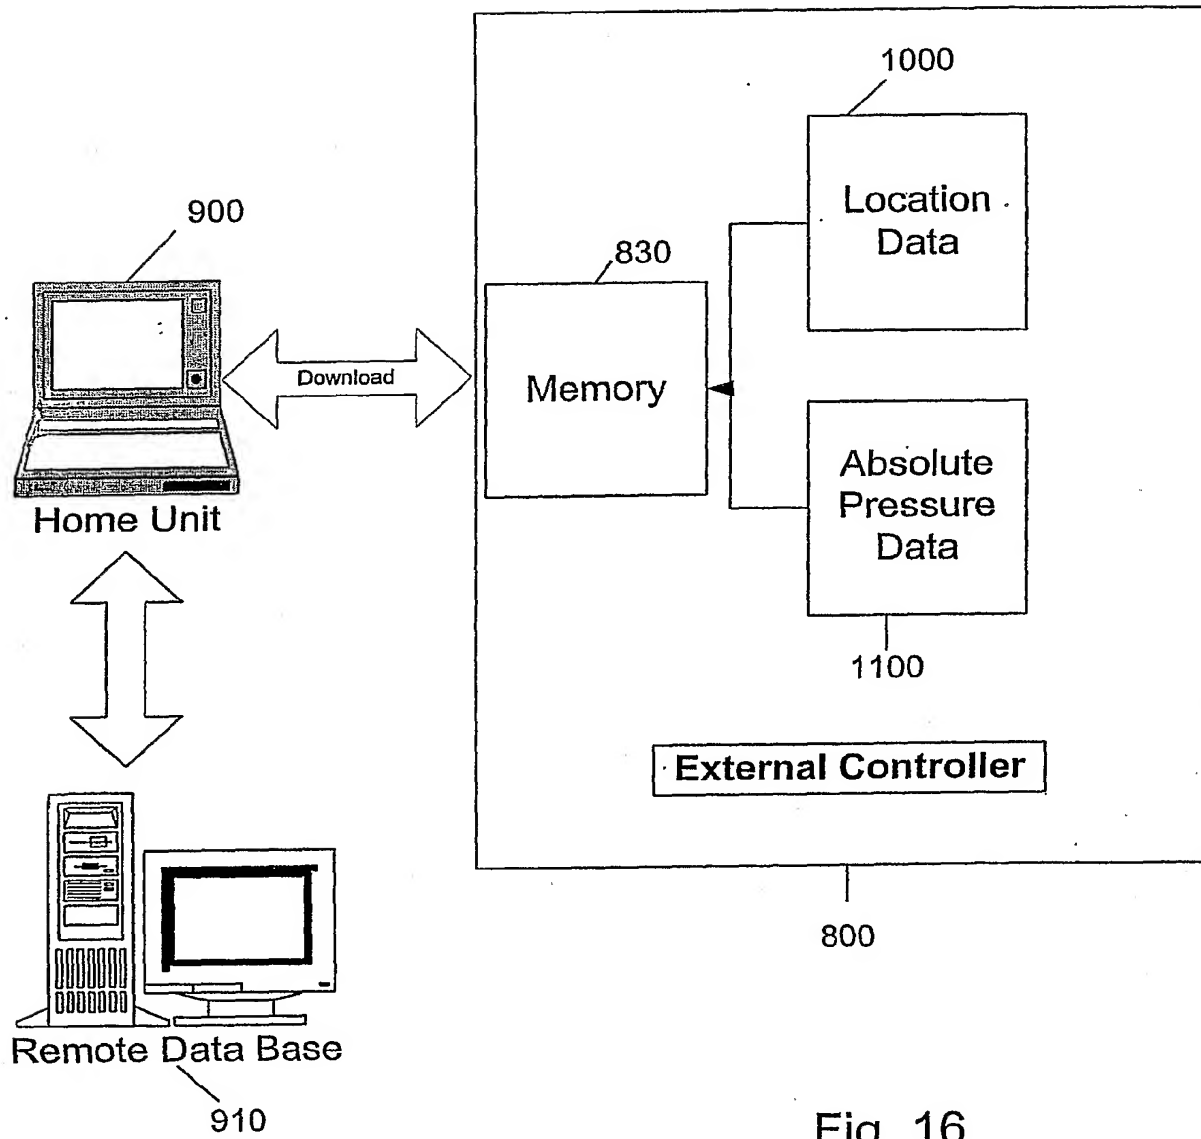 1000
Location
Data
900
830
Download
Memory
Home Unit
Absolute
Pressure
Data
1100
External Controller
800
Remote Data Base
910
Fig. 16